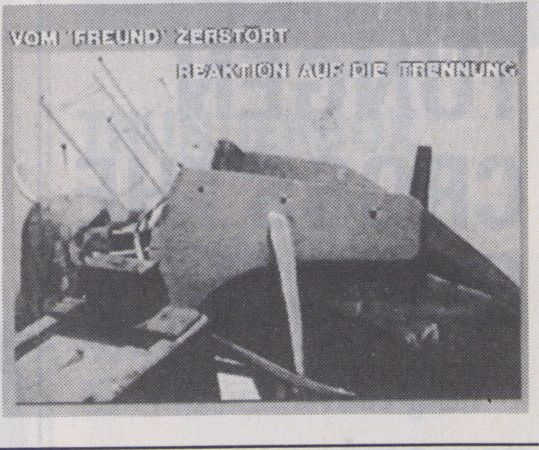 VOM 'FREUND' ZERSTÖRT
REAKTION AUF DIE TRENNUNG